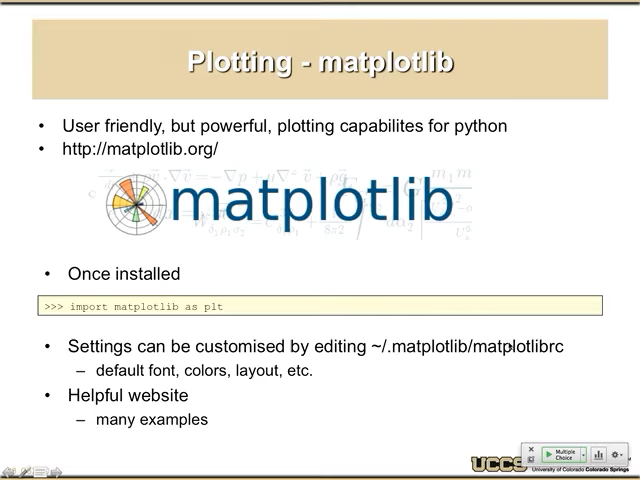 Plotting - matplotlib
• User friendly, but powerful, plotting capabilites for python
• http://matplotlib.org/
matplotlib
• Once installed
>>> import matplotlib as plt
• Settings can be customised by editing ~/.matplotlib/matplotlibrc
– default font, colors, layout, etc.
• Helpful website
– many examples
Multiple
Choice
UCCS
University of Colorado Colorado Springs